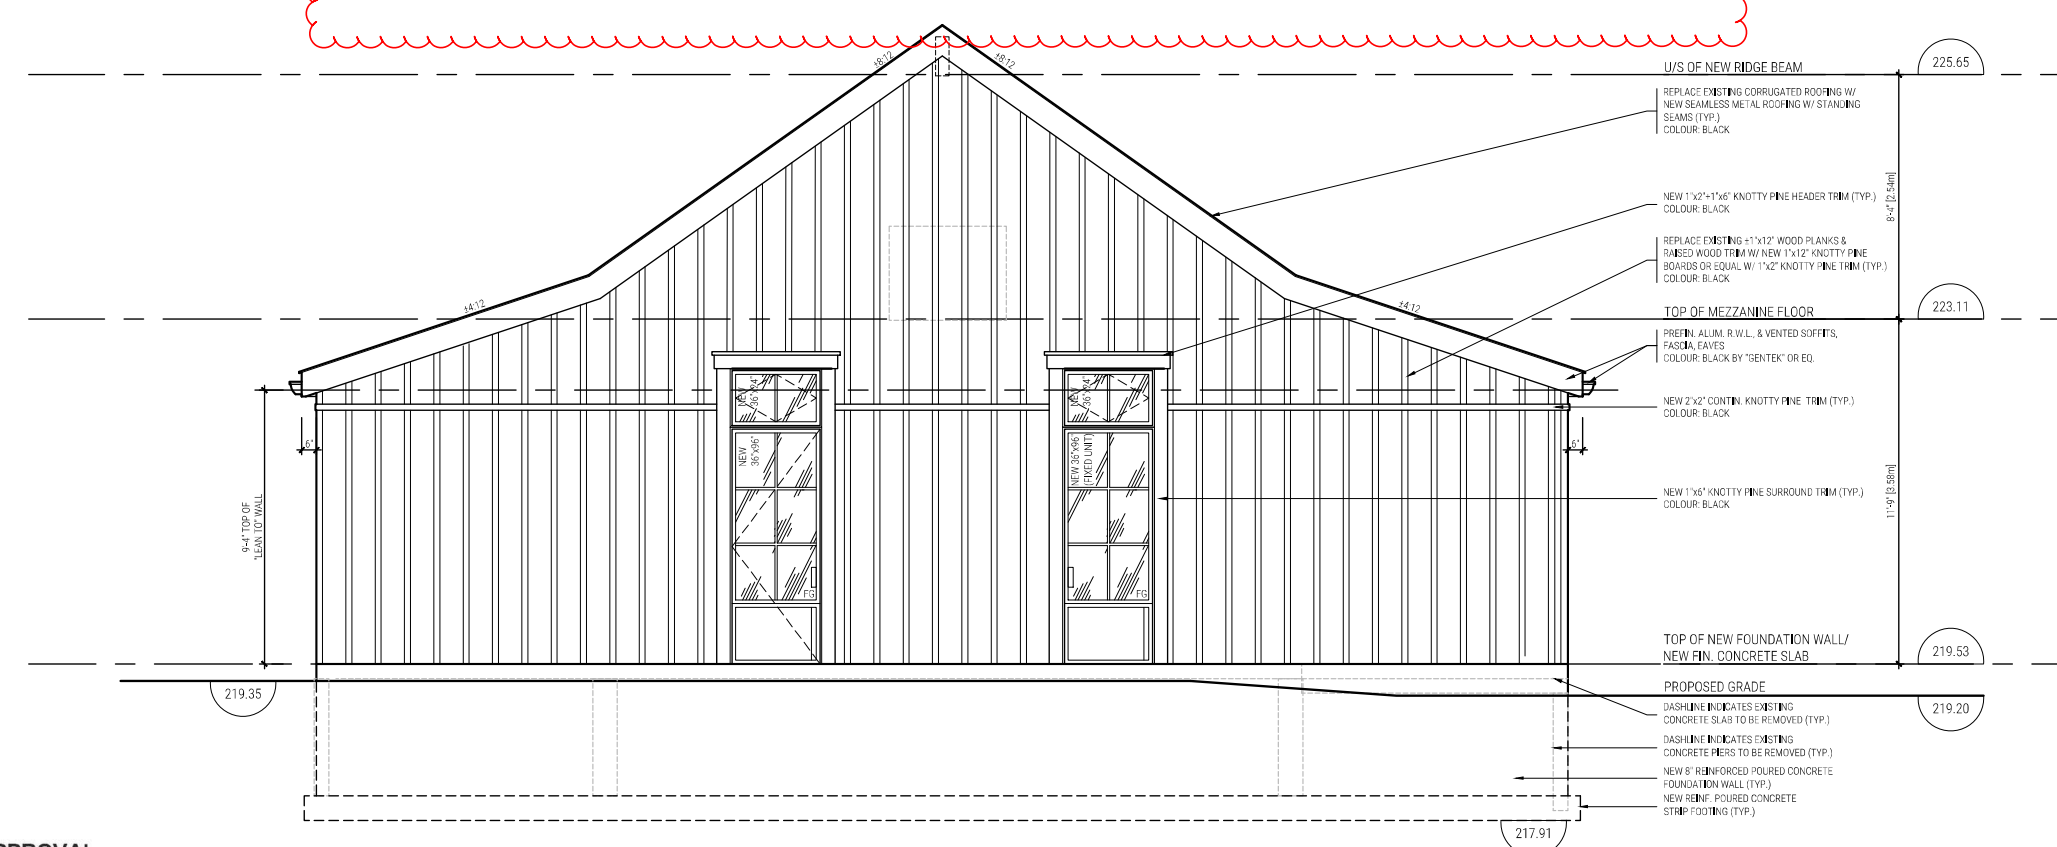 ±8:12
±8:12
U/S OF NEW RIDGE BEAM
225.65
REPLACE EXISTING CORRUGATED ROOFING W/
NEW SEAMLESS METAL ROOFING W/ STANDING
SEAMS (TYP.)
COLOUR: BLACK
8'-4" [2.54m]
NEW 1"x2"+1"x6" KNOTTY PINE HEADER TRIM (TYP.)
COLOUR: BLACK
REPLACE EXISTING ±1"x12" WOOD PLANKS &
RAISED WOOD TRIM W/ NEW 1"x12" KNOTTY PINE
BOARDS OR EQUAL W/ 1"x2" KNOTTY PINE TRIM (TYP.)
COLOUR: BLACK
±4:12
±4:12
TOP OF MEZZANINE FLOOR
223.11
PREFIN. ALUM. R.W.L., & VENTED SOFFITS,
FASCIA, EAVES
COLOUR: BLACK BY "GENTEK" OR EQ.
NEW
36"x24"
NEW
36"x24"
NEW 2"x2" CONTIN. KNOTTY PINE TRIM (TYP.)
COLOUR: BLACK
6"
6"
NEW
36"x96"
NEW 36"x96"
(FIXED UNIT)
NEW 1"x6" KNOTTY PINE SURROUND TRIM (TYP.)
COLOUR: BLACK
11'-9" [3.58m]
9'-4" TOP OF
"LEAN TO" WALL
FG
FG
TOP OF NEW FOUNDATION WALL/
NEW FIN. CONCRETE SLAB
219.53
219.35
PROPOSED GRADE
219.20
DASHLINE INDICATES EXISTING
CONCRETE SLAB TO BE REMOVED (TYP.)
DASHLINE INDICATES EXISTING
CONCRETE PIERS TO BE REMOVED (TYP.)
NEW 8" REINFORCED POURED CONCRETE
FOUNDATION WALL (TYP.)
NEW REINF. POURED CONCRETE
STRIP FOOTING (TYP.)
217.91